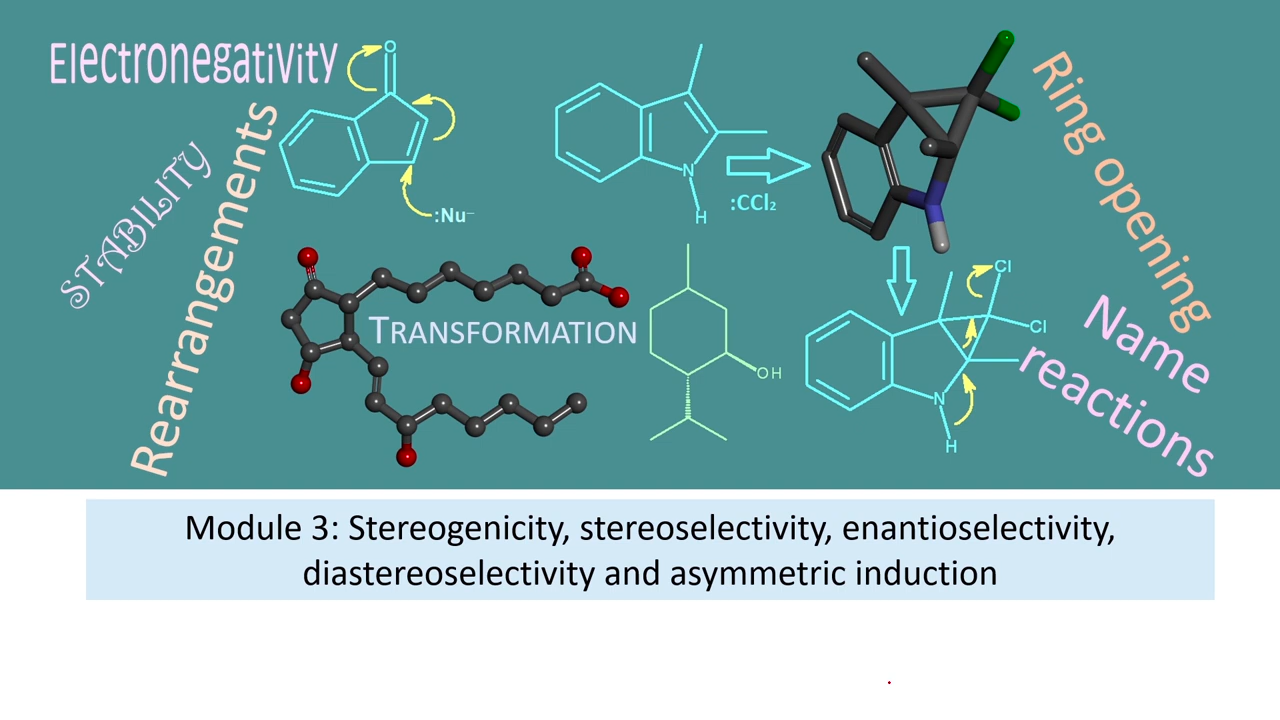 Electronegativity
STABILITY
Rearrangements
O
:Nu⁻
N
H
:CCl₂
Ring opening
TRANSFORMATION
OH
Cl
Cl
N
H
Name
reactions
Module 3: Stereogenicity, stereoselectivity, enantioselectivity,
diastereoselectivity and asymmetric induction